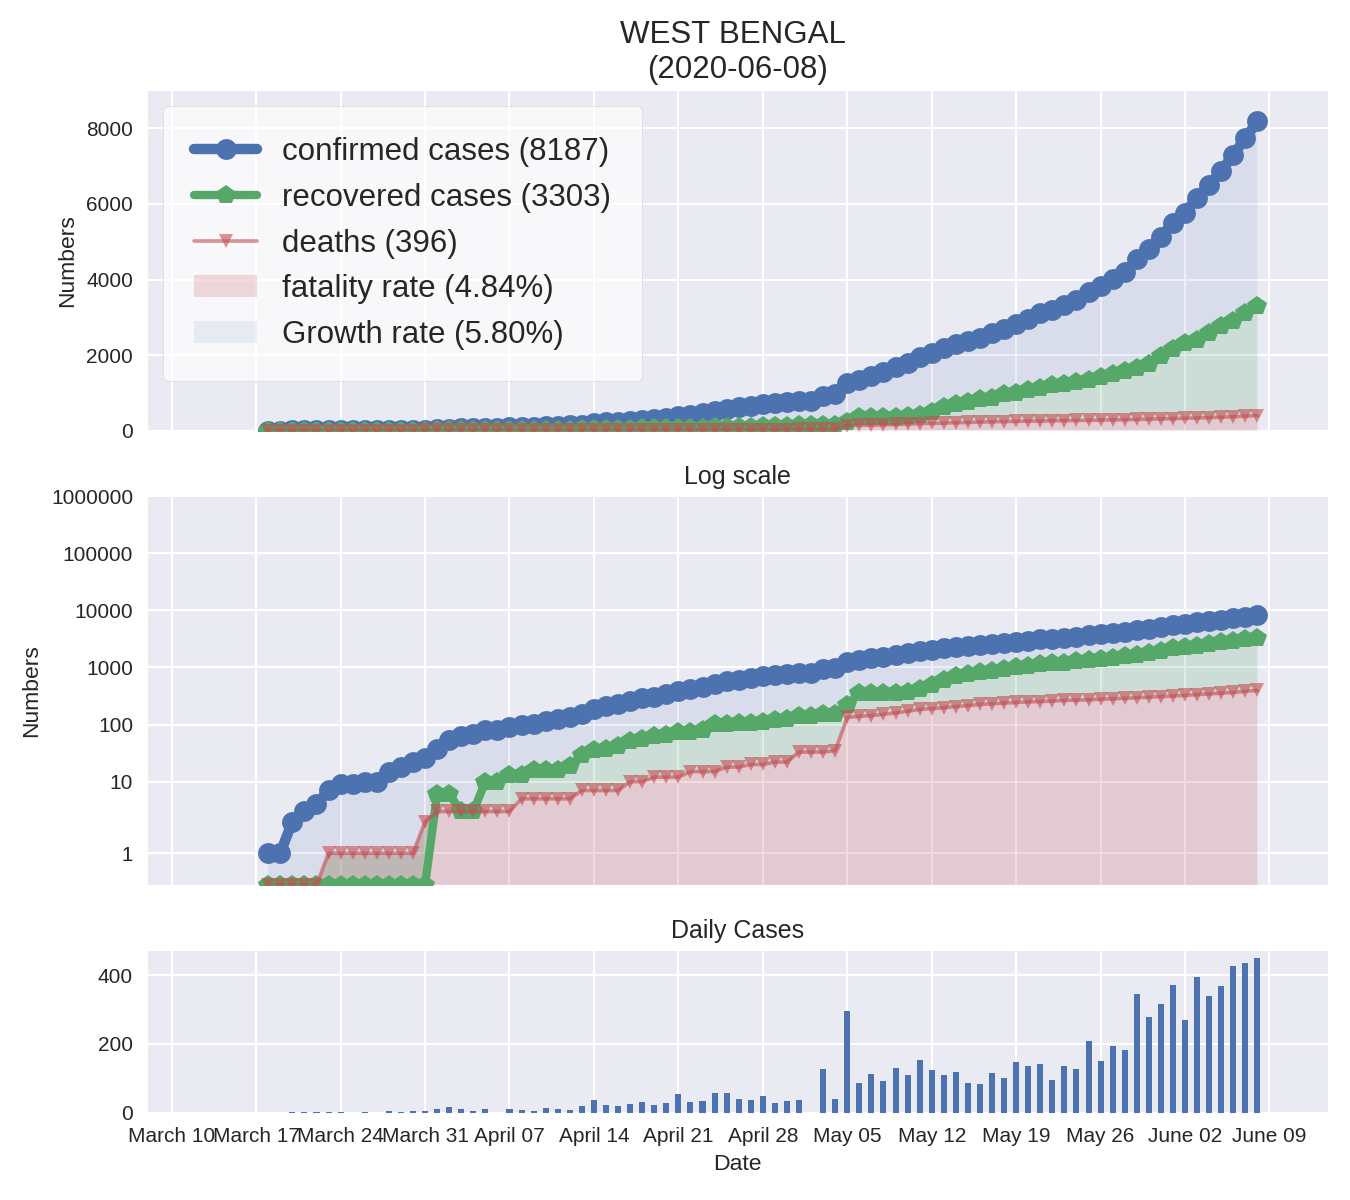 WEST BENGAL
(2020-06-08)
Numbers
8000
6000
4000
2000
0
confirmed cases (8187)
recovered cases (3303)
deaths (396)
fatality rate (4.84%)
Growth rate (5.80%)
Log scale
Numbers
1000000
100000
10000
1000
100
10
1
Daily Cases
400
200
0
March 10 March 17 March 24 March 31 April 07 April 14 April 21 April 28 May 05 May 12 May 19 May 26 June 02 June 09
Date